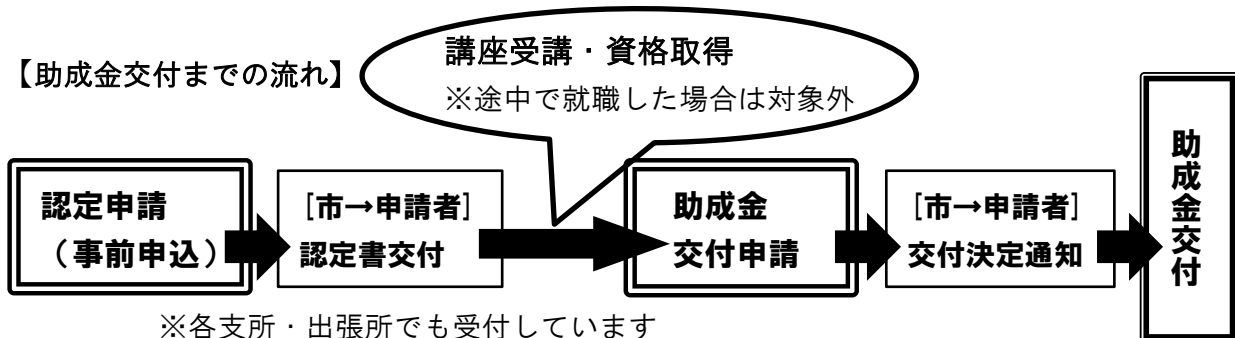 【助成金交付までの流れ】
講座受講・資格取得
※途中で就職した場合は対象外
認定申請
（事前申込）
［市→申請者］
認定書交付
助成金
交付申請
［市→申請者］
交付決定通知
助成金交付
※各支所・出張所でも受付しています